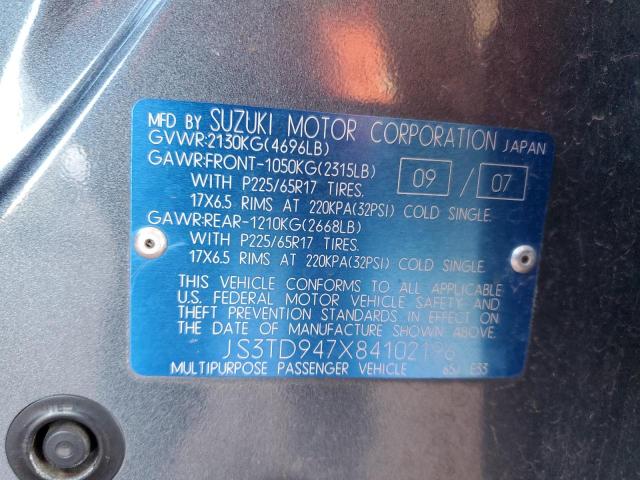 MFD BY SUZUKI MOTOR CORPORATION JAPAN
GVWR:2130KG(4696LB)
GAWR:FRONT-1050KG(2315LB) 09 / 07
WITH P225/65R17 TIRES.
17X6.5 RIMS AT 220KPA(32PSI) COLD SINGLE.
GAWR:REAR-1210KG(2668LB)
WITH P225/65R17 TIRES.
17X6.5 RIMS AT 220KPA(32PSI) COLD SINGLE.
THIS VEHICLE CONFORMS TO ALL APPLICABLE
U.S. FEDERAL MOTOR VEHICLE SAFETY AND
THEFT PREVENTION STANDARDS IN EFFECT ON
THE DATE OF MANUFACTURE SHOWN ABOVE.
JS3TD947X84102196
MULTIPURPOSE PASSENGER VEHICLE 65J E33